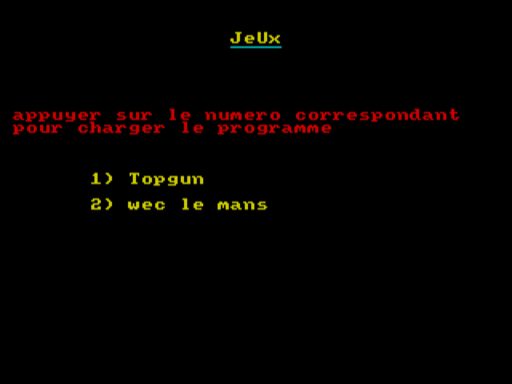 JeUx
appuyer sur le numero correspondant
pour charger le programme
1) Topgun
2) wec le mans